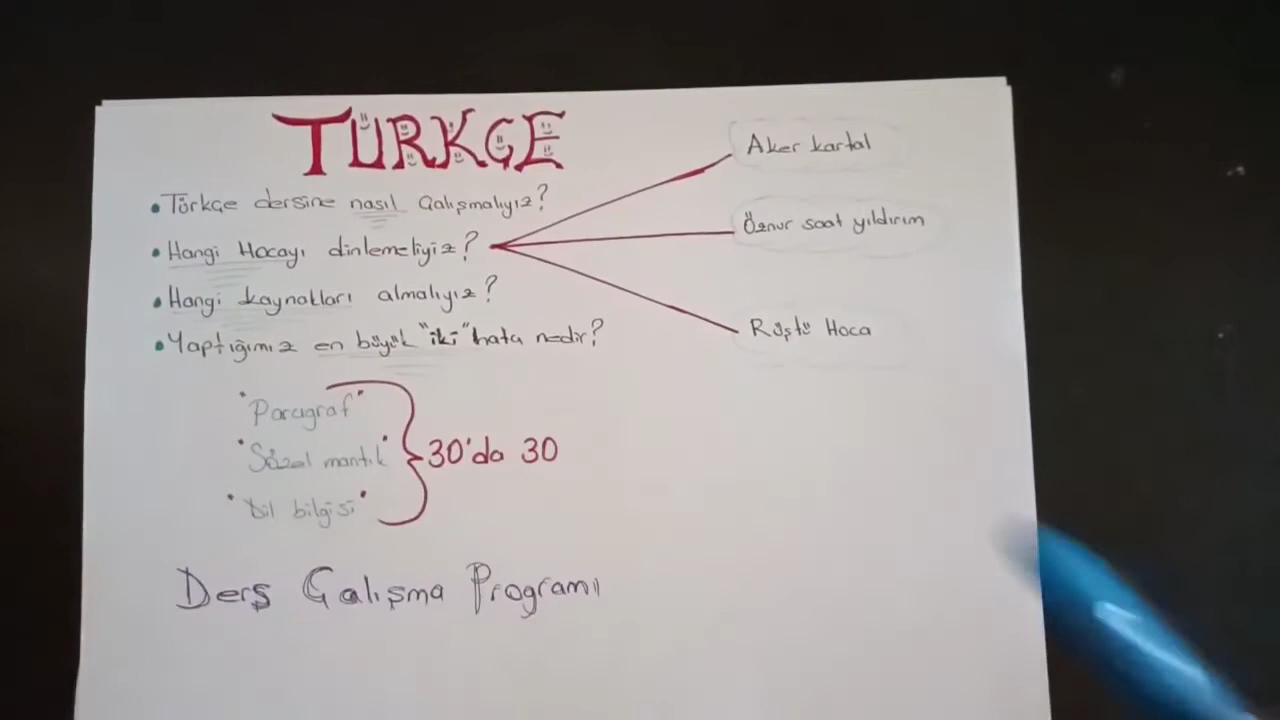 TÜRKÇE
• Türkçe dersine nasıl Çalışmalıyız?
• Hangi Hocayı dinlemeliyiz?
• Hangi kaynakları almalıyız?
• Yaptığımız en büyük "iki" hata nedir?
Aker kartal
Öznur saat yıldırım
Rüştü Hoca
"Paragraf"
"Sözel mantık"
"Dil bilgisi"
30'da 30
Derş Çalışma Programı